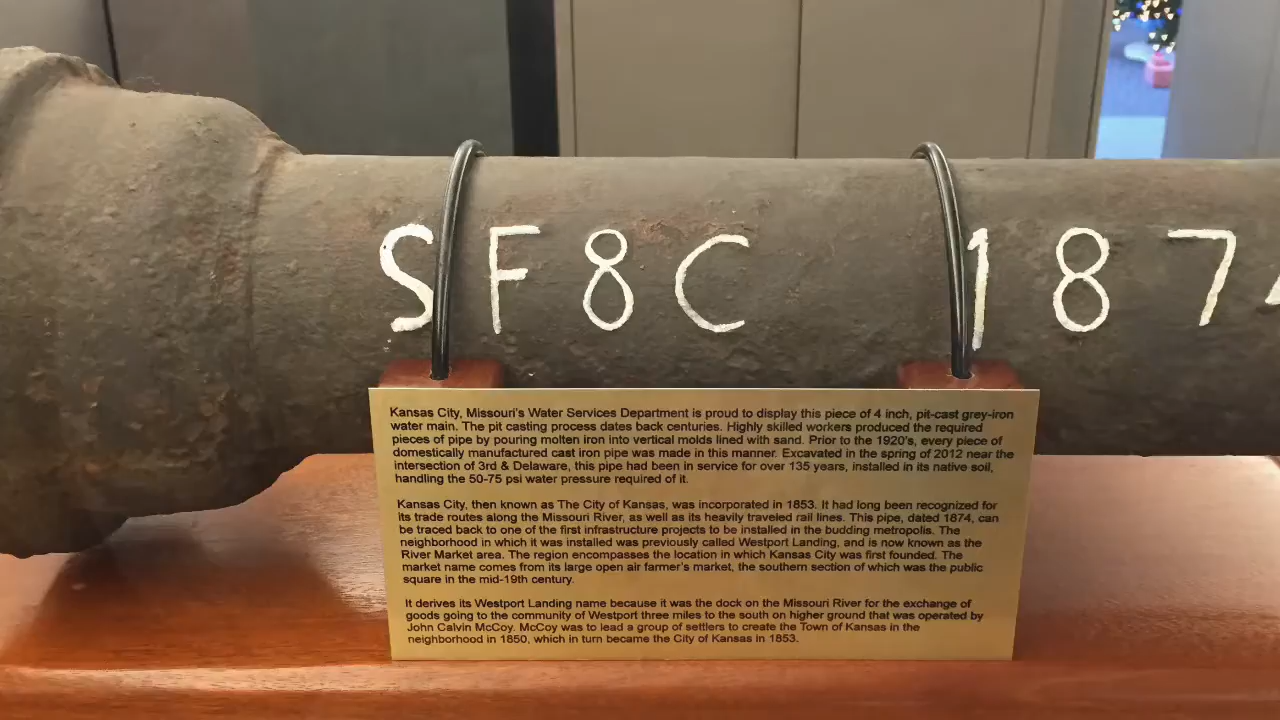 SF8C 187
Kansas City, Missouri's Water Services Department is proud to display this piece of 4 inch, pit-cast grey-iron
water main. The pit casting process dates back centuries. Highly skilled workers produced the required
pieces of pipe by pouring molten iron into vertical molds lined with sand. Prior to the 1920's, every piece of
domestically manufactured cast iron pipe was made in this manner. Excavated in the spring of 2012 near the
intersection of 3rd & Delaware, this pipe had been in service for over 135 years, installed in its native soil,
handling the 50-75 psi water pressure required of it.
Kansas City, then known as The City of Kansas, was incorporated in 1853. It had long been recognized for
its trade routes along the Missouri River, as well as its heavily traveled rail lines. This pipe, dated 1874, can
be traced back to one of the first infrastructure projects to be installed in the budding metropolis. The
neighborhood in which it was installed was previously called Westport Landing, and is now known as the
River Market area. The region encompasses the location in which Kansas City was first founded. The
market name comes from its large open air farmer's market, the southern section of which was the public
square in the mid-19th century.
It derives its Westport Landing name because it was the dock on the Missouri River for the exchange of
goods going to the community of Westport three miles to the south on higher ground that was operated by
John Calvin McCoy. McCoy was to lead a group of settlers to create the Town of Kansas in the
neighborhood in 1850, which in turn became the City of Kansas in 1853.